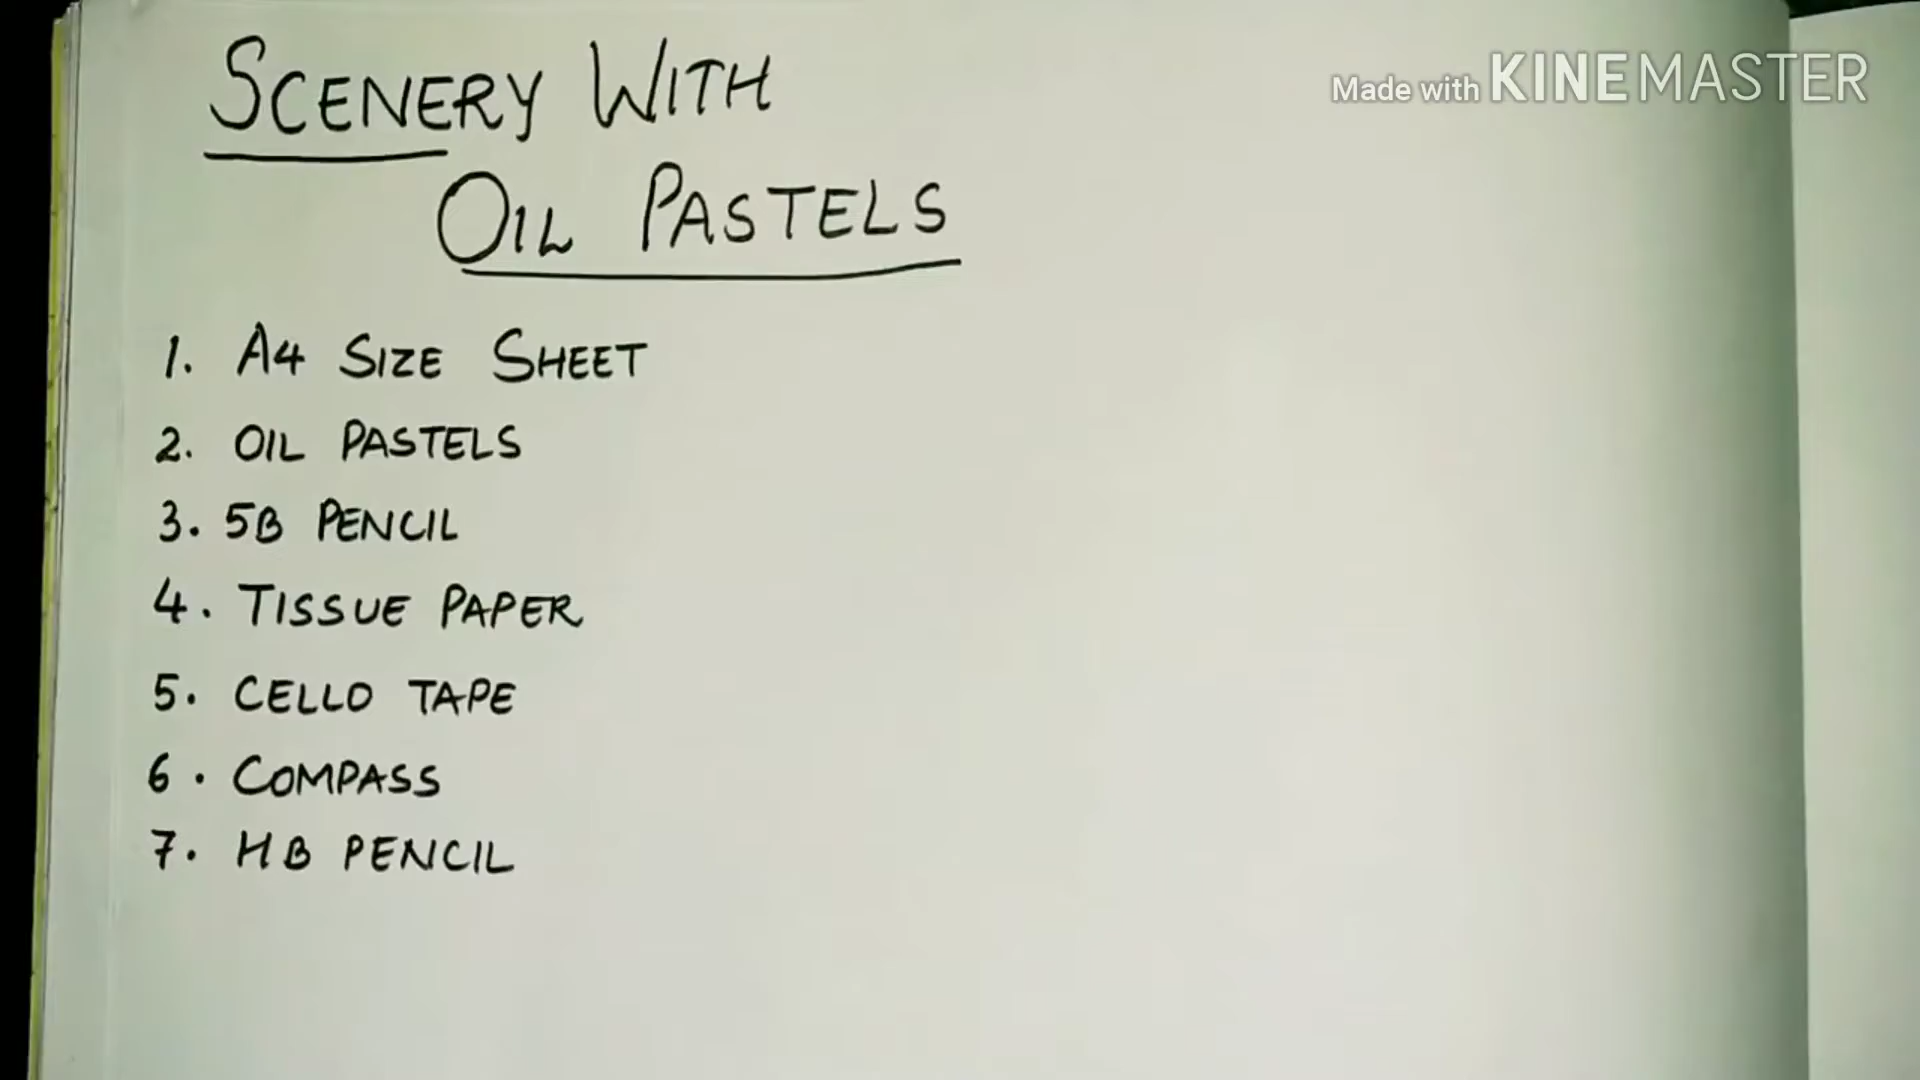 SCENERY WITH
OIL PASTELS
Made with KINEMASTER
1. A4 SIZE SHEET
2. OIL PASTELS
3. 5B PENCIL
4. TISSUE PAPER
5. CELLO TAPE
6. COMPASS
7. HB PENCIL